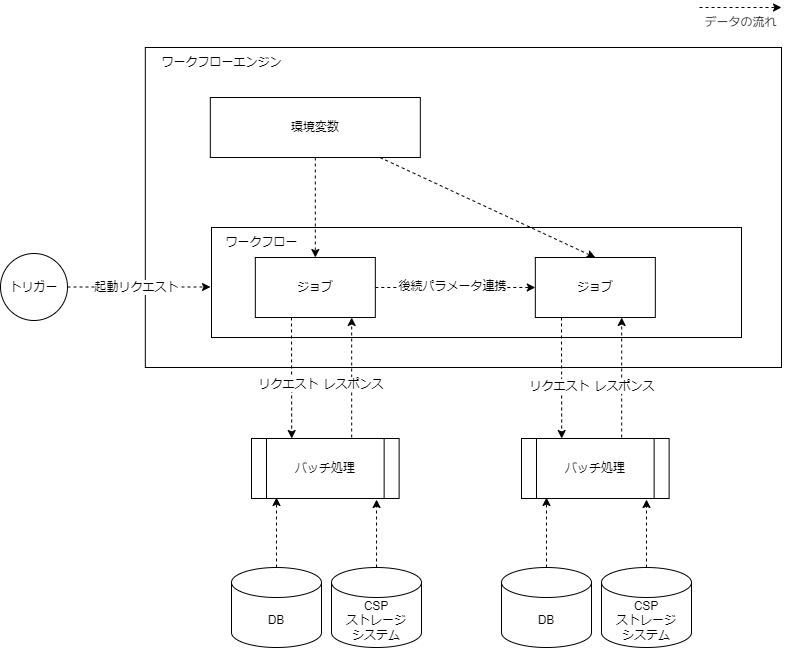 データの流れ
ワークフローエンジン
環境変数
ワークフロー
トリガー
起動リクエスト
ジョブ
後続パラメータ連携
ジョブ
リクエスト レスポンス
リクエスト レスポンス
バッチ処理
バッチ処理
DB
CSP
ストレージ
システム
DB
CSP
ストレージ
システム